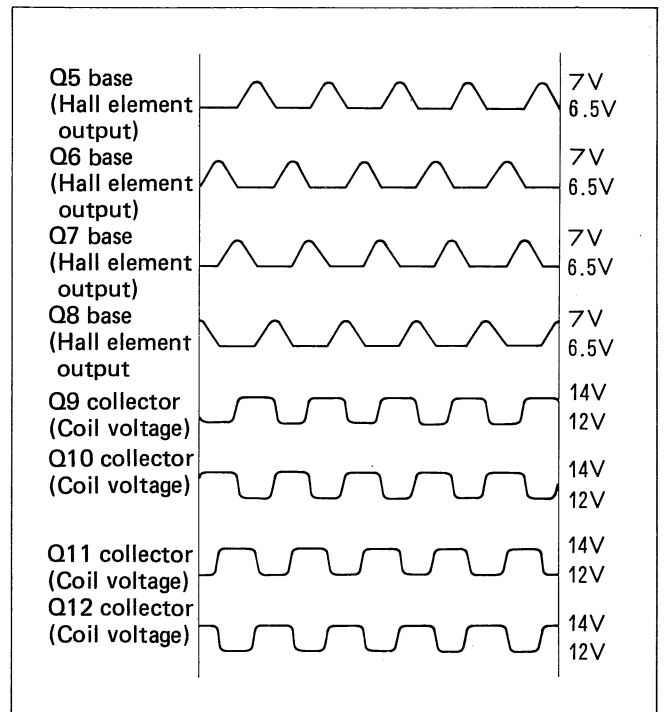 Q5 base
(Hall element
output)
7V
6.5V
Q6 base
(Hall element
output)
7V
6.5V
Q7 base
(Hall element
output)
7V
6.5V
Q8 base
(Hall element
output
7V
6.5V
Q9 collector
(Coil voltage)
14V
12V
Q10 collector
(Coil voltage)
14V
12V
Q11 collector
(Coil voltage)
14V
12V
Q12 collector
(Coil voltage)
14V
12V